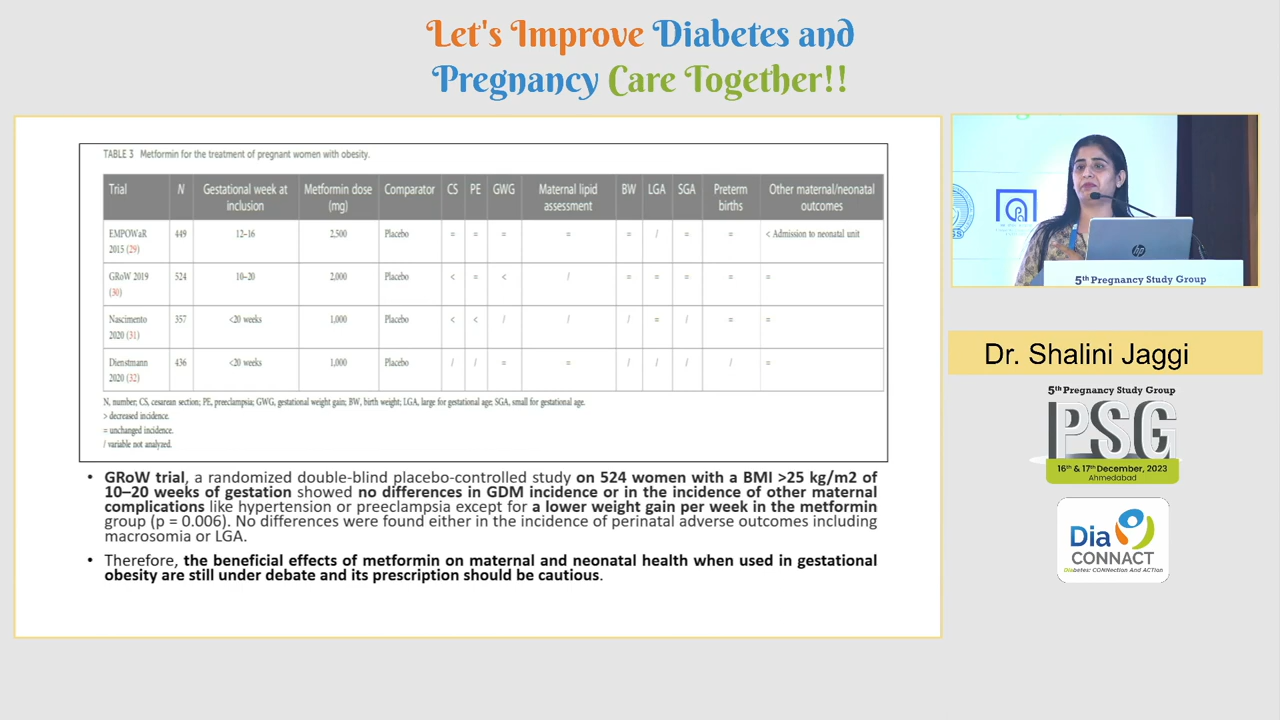 Let's Improve Diabetes and
Pregnancy Care Together!!
TABLE 3 Metformin for the treatment of pregnant women with obesity.
Trial N Gestational week at inclusion Metformin dose (mg) Comparator CS PE GWG Maternal lipid assessment BW LGA SGA Preterm births Other maternal/neonatal outcomes
EMPOWaR 2015 (29) 449 12–16 2,500 Placebo = = = = = / = = < Admission to neonatal unit
GRoW 2019 (30) 524 10–20 2,000 Placebo < = < / = = = = =
Nascimento 2020 (31) 357 <20 weeks 1,000 Placebo < < / / / = / = =
Dienstmann 2020 (32) 436 <20 weeks 1,000 Placebo / / = = / / / / =
N, number; CS, cesarean section; PE, preeclampsia; GWG, gestational weight gain; BW, birth weight; LGA, large for gestational age; SGA, small for gestational age.
> decreased incidence.
= unchanged incidence.
/ variable not analyzed.
• GRoW trial, a randomized double-blind placebo-controlled study on 524 women with a BMI >25 kg/m2 of
10–20 weeks of gestation showed no differences in GDM incidence or in the incidence of other maternal
complications like hypertension or preeclampsia except for a lower weight gain per week in the metformin
group (p = 0.006). No differences were found either in the incidence of perinatal adverse outcomes including
macrosomia or LGA.
• Therefore, the beneficial effects of metformin on maternal and neonatal health when used in gestational
obesity are still under debate and its prescription should be cautious.
hp
5th Pregnancy Study Group
Dr. Shalini Jaggi
5th Pregnancy Study Group
PSG
16th & 17th December, 2023
Ahmedabad
Dia
CONNACT
Diabetes: CONNection And ACTion